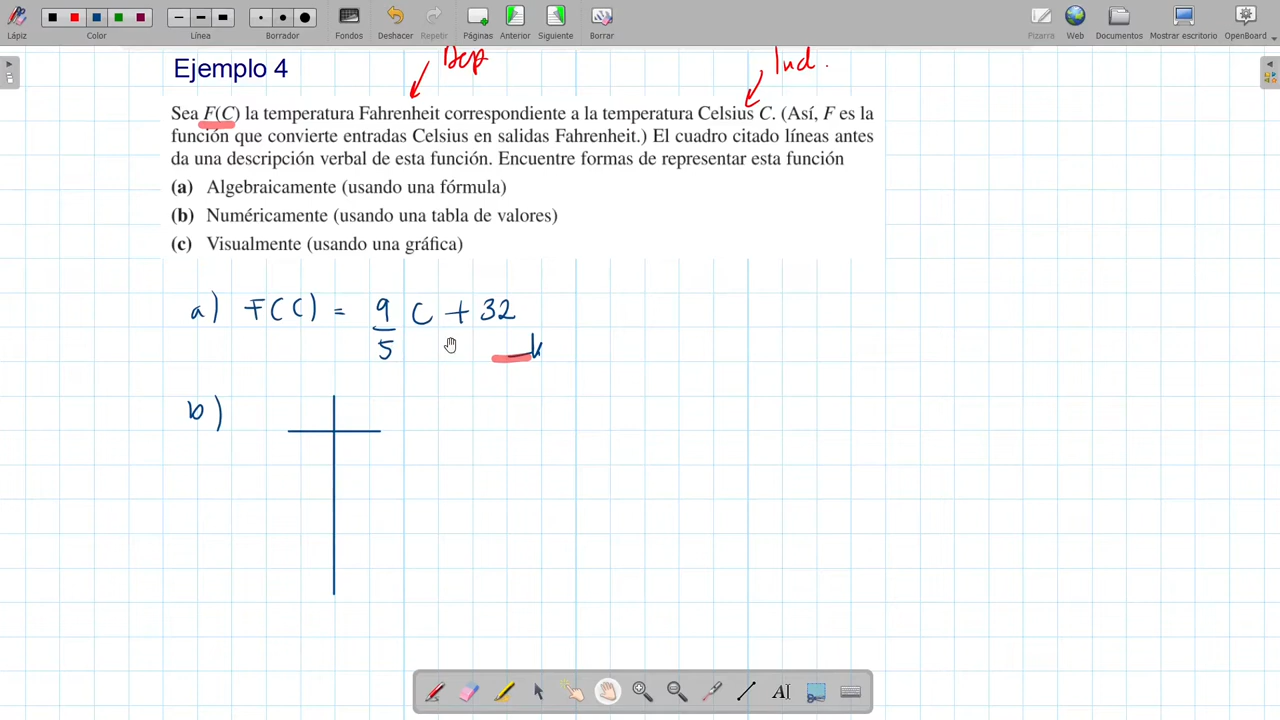 Lápiz Color Línea Borrador Fondos Deshacer Repetir Páginas Anterior Siguiente Borrar Pizarra Web Documentos Mostrar escritorio OpenBoard
Dep Ind.
Ejemplo 4
Sea F(C) la temperatura Fahrenheit correspondiente a la temperatura Celsius C. (Así, F es la
función que convierte entradas Celsius en salidas Fahrenheit.) El cuadro citado líneas antes
da una descripción verbal de esta función. Encuentre formas de representar esta función
(a) Algebraicamente (usando una fórmula)
(b) Numéricamente (usando una tabla de valores)
(c) Visualmente (usando una gráfica)
a) F(C) = 9/5 C + 32
b)
AI